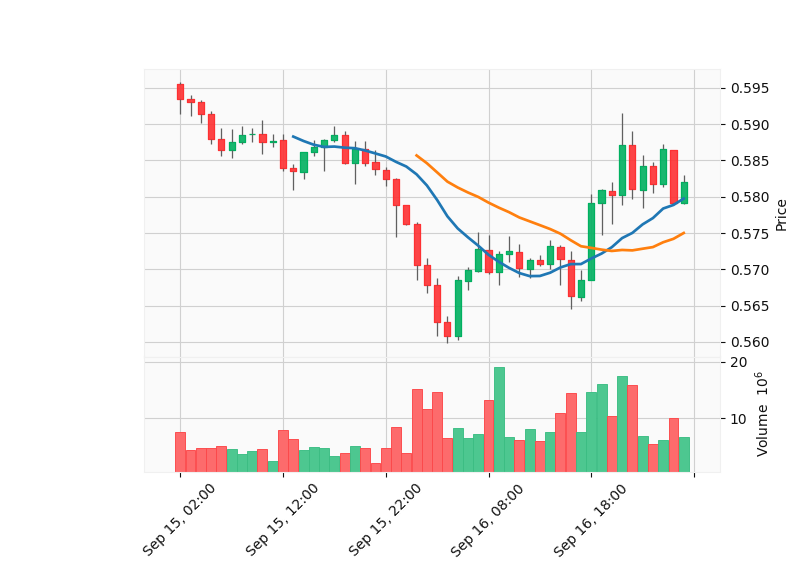 0.595
0.590
0.585
0.580
0.575
0.570
0.565
0.560
Price
20
10
Volume 10^6
Sep 15, 02:00
Sep 15, 12:00
Sep 15, 22:00
Sep 16, 08:00
Sep 16, 18:00